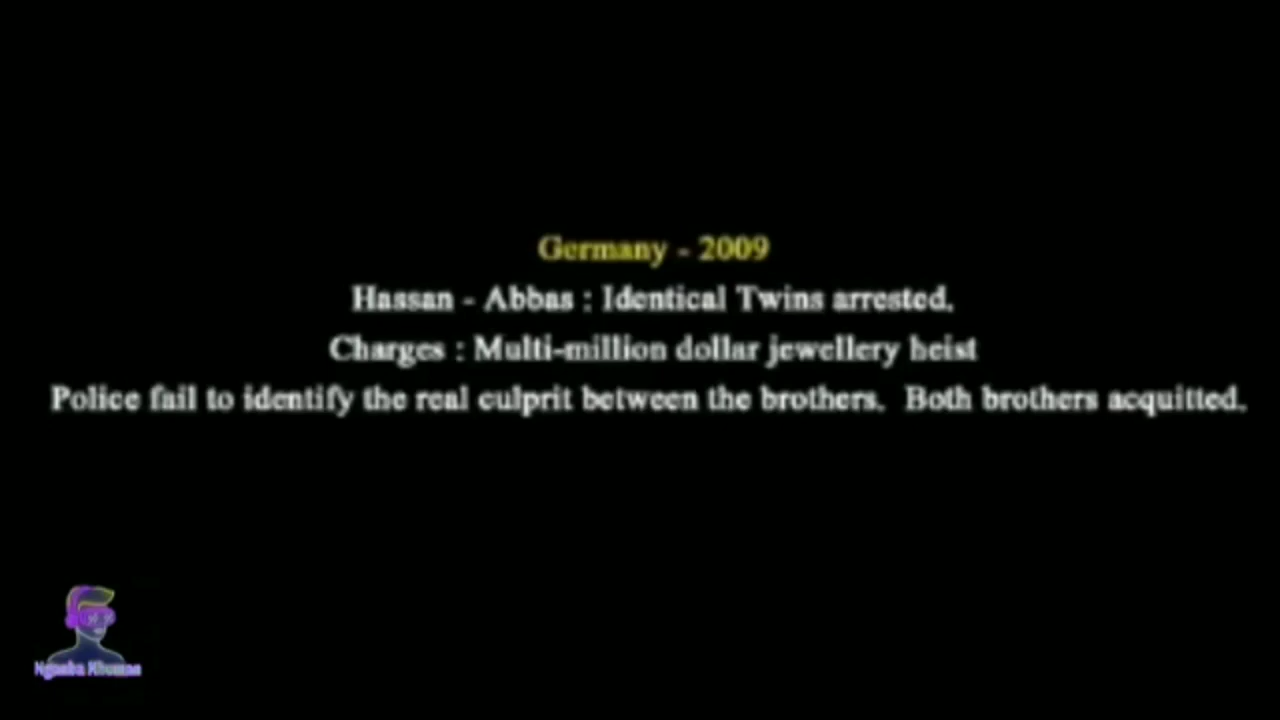 Germany - 2009
Hassan - Abbas : Identical Twins arrested.
Charges : Multi-million dollar jewellery heist
Police fail to identify the real culprit between the brothers. Both brothers acquitted.